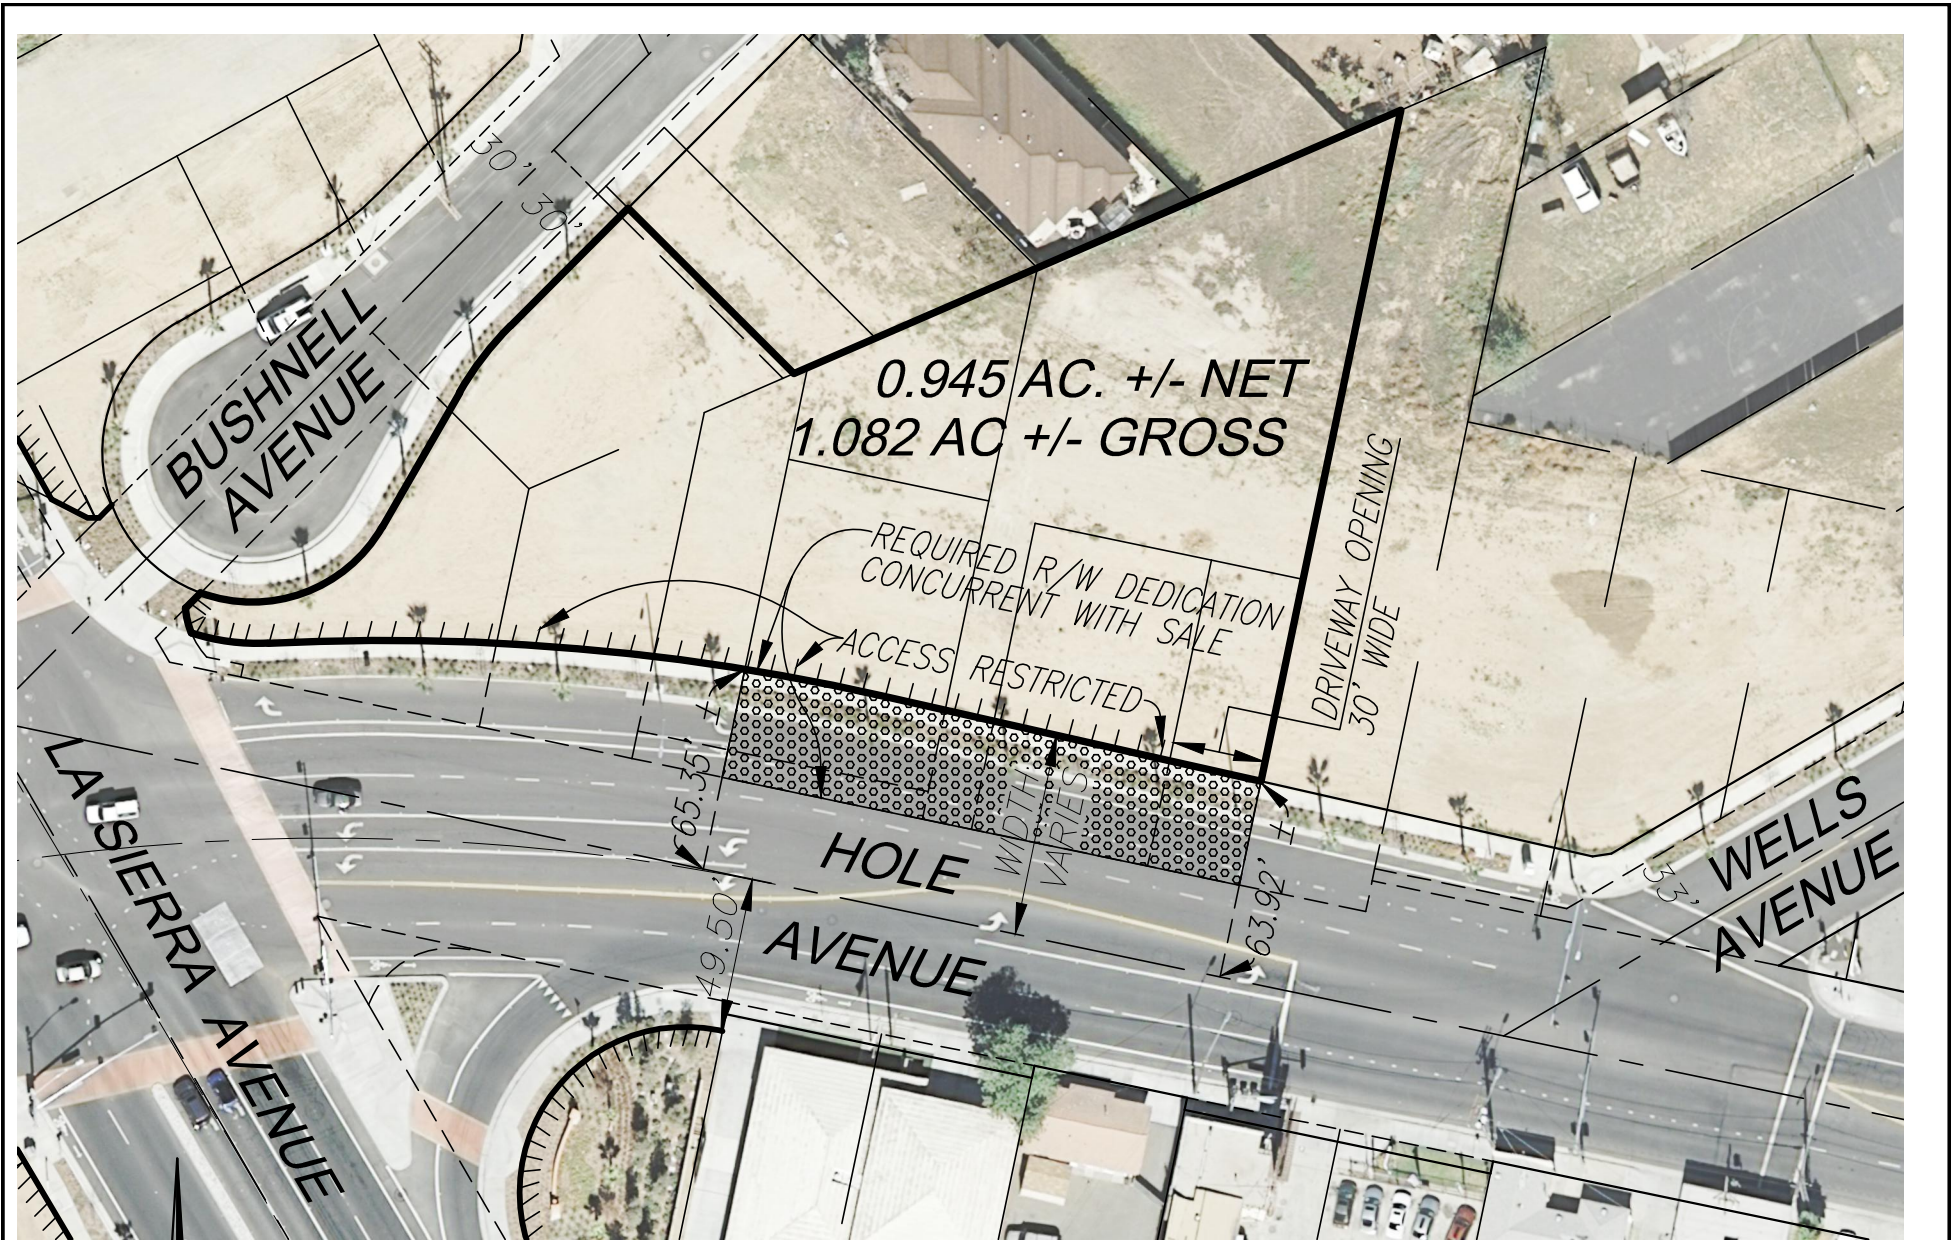 30' 30'
BUSHNELL
AVENUE
0.945 AC. +/- NET
1.082 AC +/- GROSS
REQUIRED R/W DEDICATION
CONCURRENT WITH SALE
ACCESS RESTRICTED
DRIVEWAY OPENING
30' WIDE
65.35' ±
WIDTH
VARIES
63.92' ±
49.50'
HOLE
AVENUE
LA SIERRA AVENUE
33'
WELLS
AVENUE